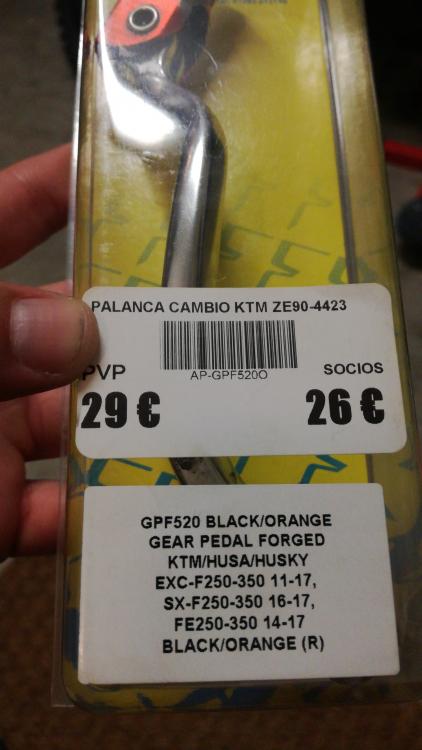 PALANCA CAMBIO KTM ZE90-4423
AP-GPF520O
PVP SOCIOS
29 € 26 €
GPF520 BLACK/ORANGE
GEAR PEDAL FORGED
KTM/HUSA/HUSKY
EXC-F250-350 11-17,
SX-F250-350 16-17,
FE250-350 14-17
BLACK/ORANGE (R)